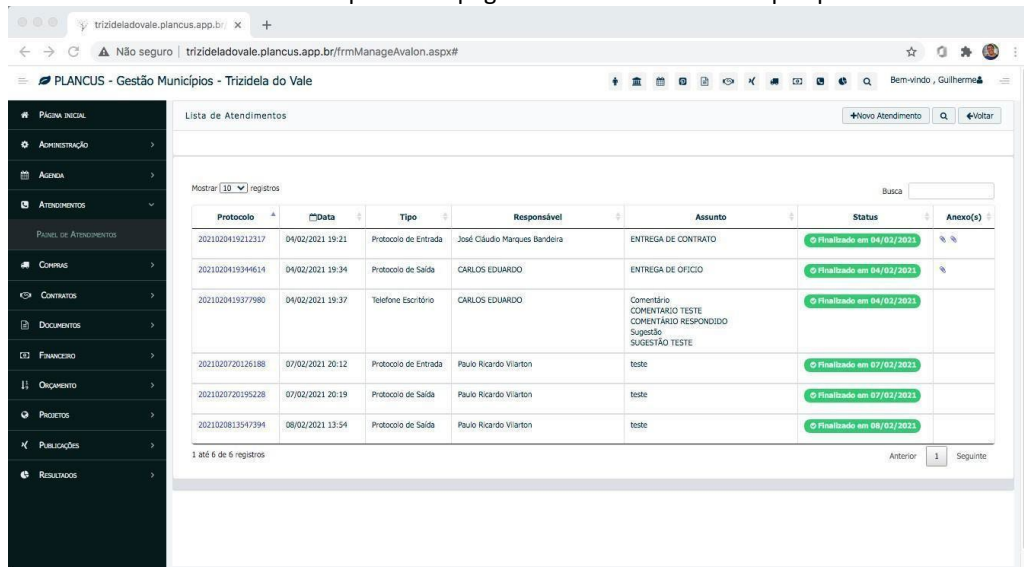 trizideladovale.plancus.app.br/
Não seguro | trizideladovale.plancus.app.br/frmManageAvalon.aspx#
PLANCUS - Gestão Municípios - Trizidela do Vale
Bem-vindo , Guilherme
PÁGINA INICIAL
ADMINISTRAÇÃO
AGENDA
ATENDIMENTOS
PAINEL DE ATENDIMENTOS
COMPRAS
CONTRATOS
DOCUMENTOS
FINANCEIRO
ORÇAMENTO
PROJETOS
PUBLICAÇÕES
RESULTADOS
Lista de Atendimentos
+Novo Atendimento
Voltar
Mostrar 10 registros
Busca
Protocolo Data Tipo Responsável Assunto Status Anexo(s)
2021020419212317 04/02/2021 19:21 Protocolo de Entrada José Cláudio Marques Bandeira ENTREGA DE CONTRATO Finalizado em 04/02/2021
2021020419344614 04/02/2021 19:34 Protocolo de Saída CARLOS EDUARDO ENTREGA DE OFICIO Finalizado em 04/02/2021
2021020419377980 04/02/2021 19:37 Telefone Escritório CARLOS EDUARDO Comentário Finalizado em 04/02/2021
COMENTARIO TESTE
COMENTÁRIO RESPONDIDO
Sugestão
SUGESTÃO TESTE
2021020720126188 07/02/2021 20:12 Protocolo de Entrada Paulo Ricardo Vilarton teste Finalizado em 07/02/2021
2021020720195228 07/02/2021 20:19 Protocolo de Saída Paulo Ricardo Vilarton teste Finalizado em 07/02/2021
2021020813547394 08/02/2021 13:54 Protocolo de Saída Paulo Ricardo Vilarton teste Finalizado em 08/02/2021
1 até 6 de 6 registros
Anterior 1 Seguinte